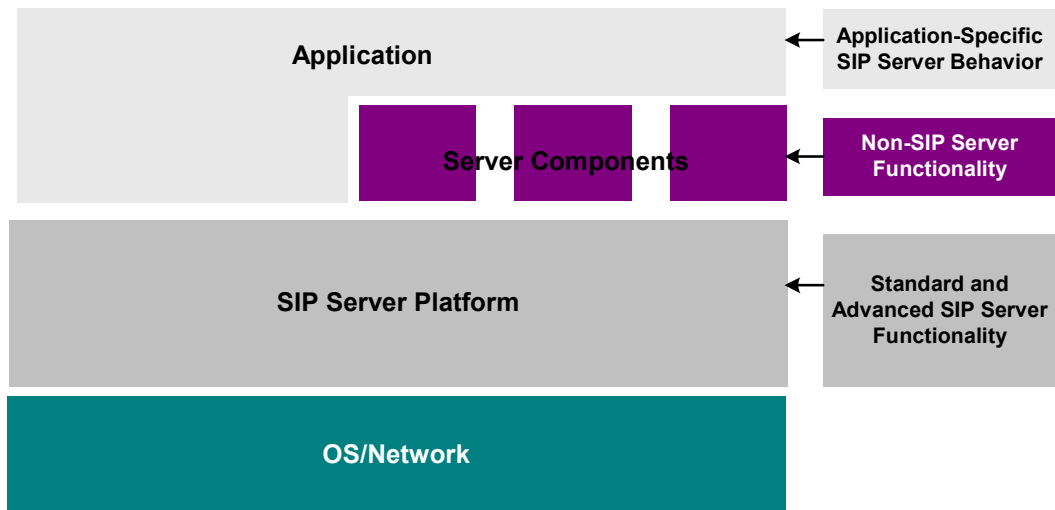 Application
Application-Specific
SIP Server Behavior
Server Components
Non-SIP Server
Functionality
SIP Server Platform
Standard and
Advanced SIP Server
Functionality
OS/Network